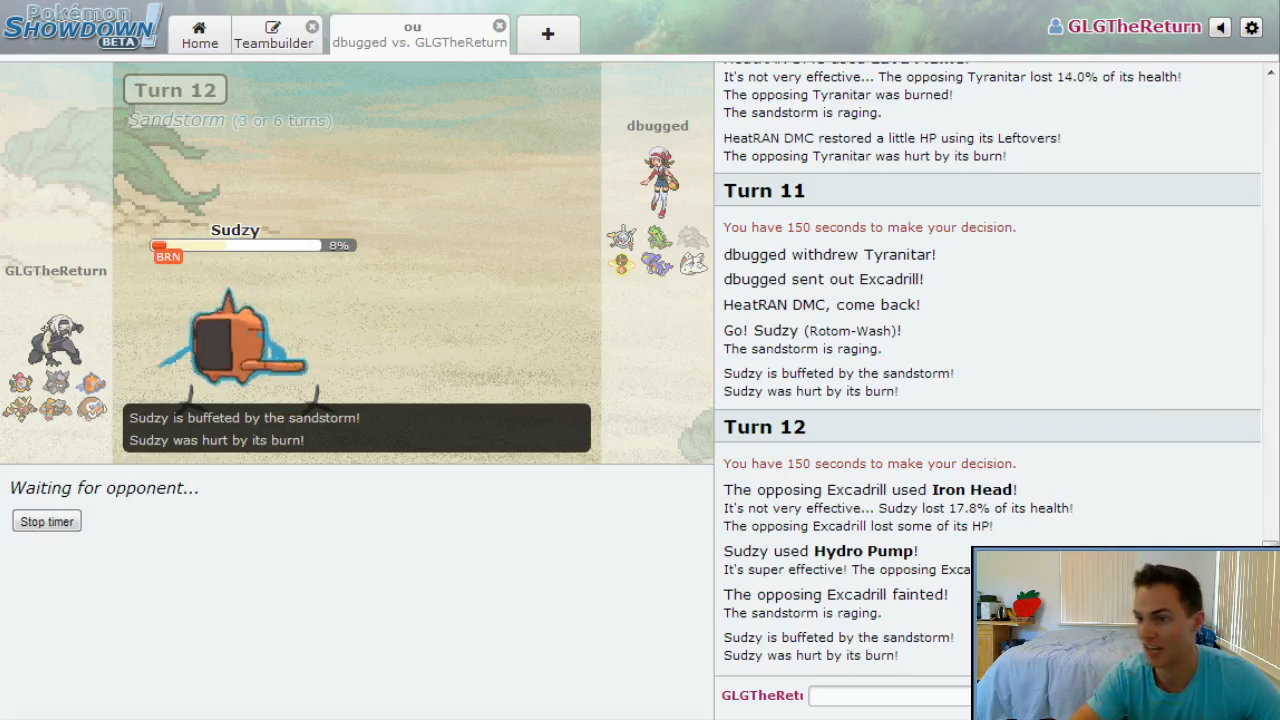 Pokémon
SHOWDOWN!
BETA
Home
Teambuilder
ou
dbugged vs. GLGTheReturn
+
GLGTheReturn
Turn 12
Sandstorm (3 or 6 turns)
dbugged
Sudzy
8%
BRN
GLGTheReturn
Sudzy is buffeted by the sandstorm!
Sudzy was hurt by its burn!
Waiting for opponent...
Stop timer
It's not very effective... The opposing Tyranitar lost 14.0% of its health!
The opposing Tyranitar was burned!
The sandstorm is raging.
HeatRAN DMC restored a little HP using its Leftovers!
The opposing Tyranitar was hurt by its burn!
Turn 11
You have 150 seconds to make your decision.
dbugged withdrew Tyranitar!
dbugged sent out Excadrill!
HeatRAN DMC, come back!
Go! Sudzy (Rotom-Wash)!
The sandstorm is raging.
Sudzy is buffeted by the sandstorm!
Sudzy was hurt by its burn!
Turn 12
You have 150 seconds to make your decision.
The opposing Excadrill used Iron Head!
It's not very effective... Sudzy lost 17.8% of its health!
The opposing Excadrill lost some of its HP!
Sudzy used Hydro Pump!
It's super effective! The opposing Exca
The opposing Excadrill fainted!
The sandstorm is raging.
Sudzy is buffeted by the sandstorm!
Sudzy was hurt by its burn!
GLGTheRetu